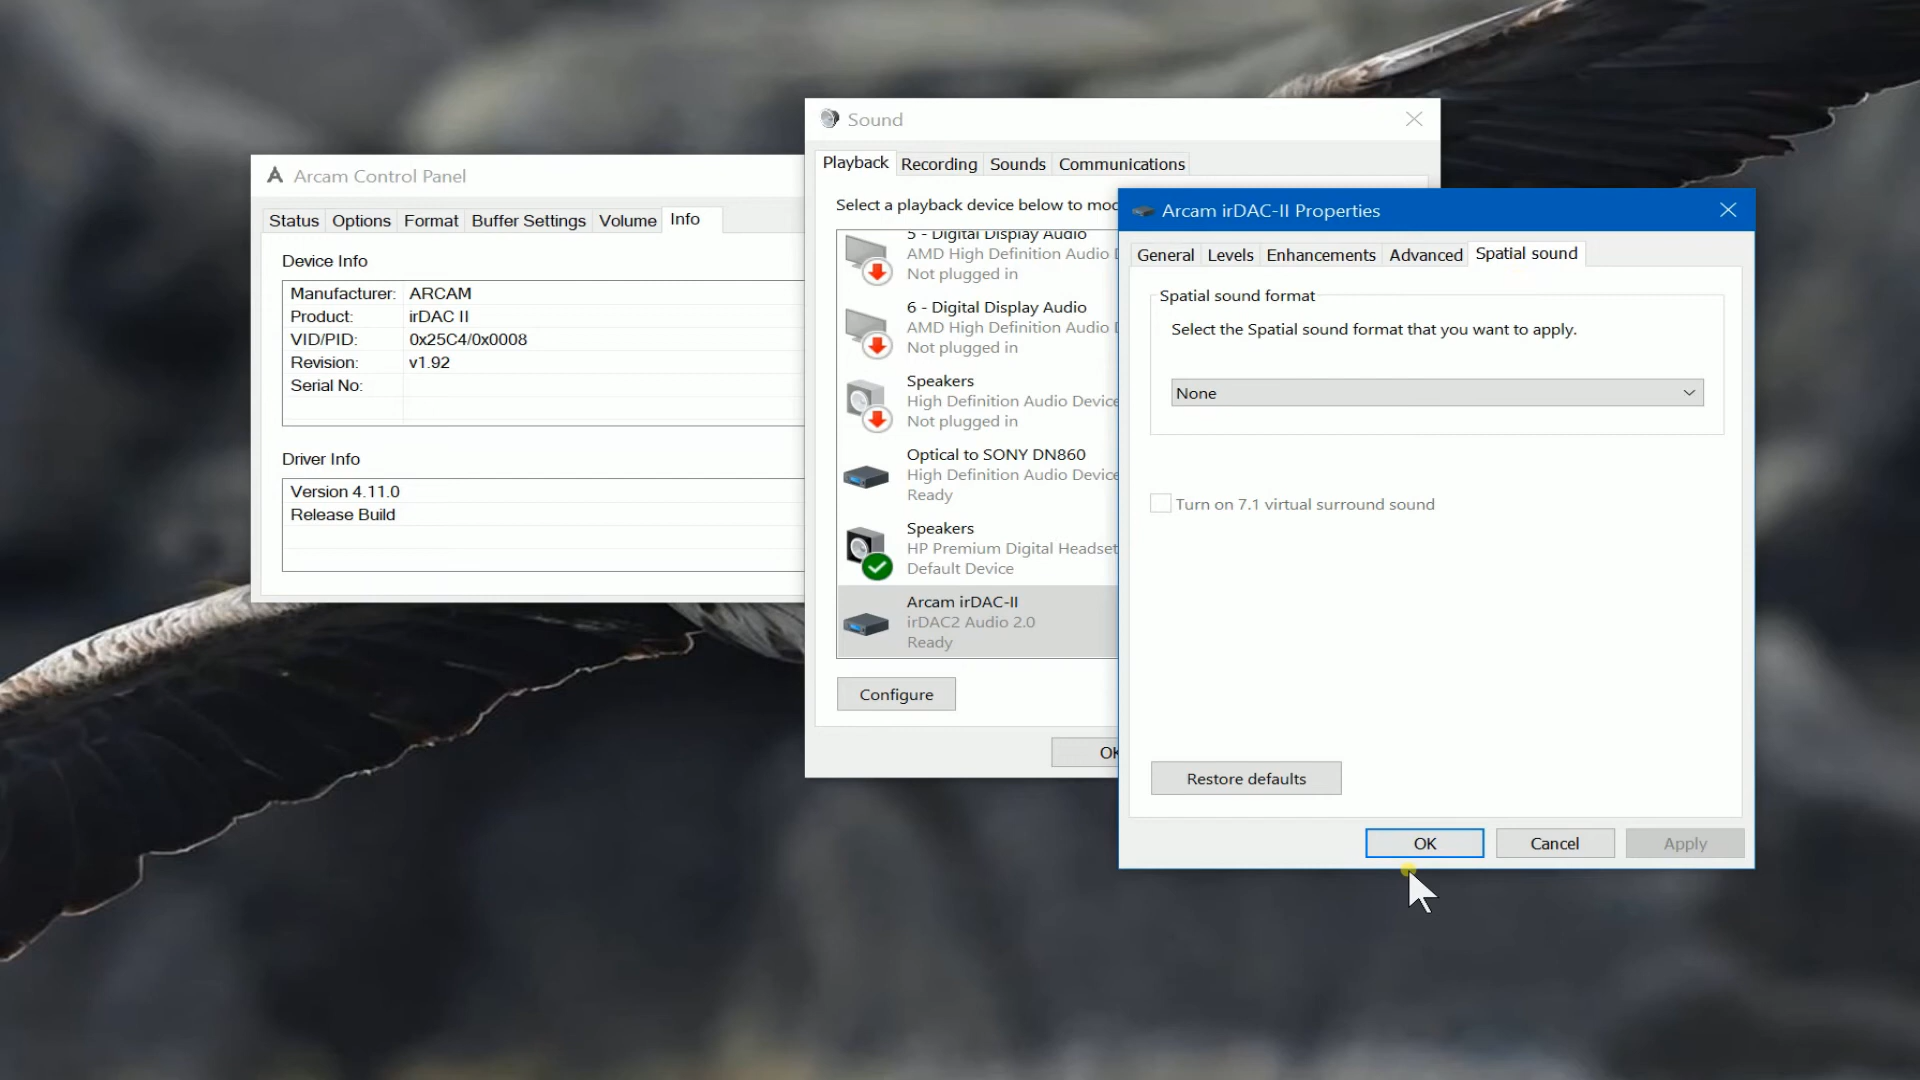 Arcam Control Panel
Status Options Format Buffer Settings Volume Info
Device Info
Manufacturer: ARCAM
Product: irDAC II
VID/PID: 0x25C4/0x0008
Revision: v1.92
Serial No:
Driver Info
Version 4.11.0
Release Build
Sound
Playback Recording Sounds Communications
Select a playback device below to mod
5 - Digital Display Audio
AMD High Definition Audio D
Not plugged in
6 - Digital Display Audio
AMD High Definition Audio D
Not plugged in
Speakers
High Definition Audio Device
Not plugged in
Optical to SONY DN860
High Definition Audio Device
Ready
Speakers
HP Premium Digital Headset
Default Device
Arcam irDAC-II
irDAC2 Audio 2.0
Ready
Configure
OK
Arcam irDAC-II Properties
General Levels Enhancements Advanced Spatial sound
Spatial sound format
Select the Spatial sound format that you want to apply.
None
Turn on 7.1 virtual surround sound
Restore defaults
OK Cancel Apply